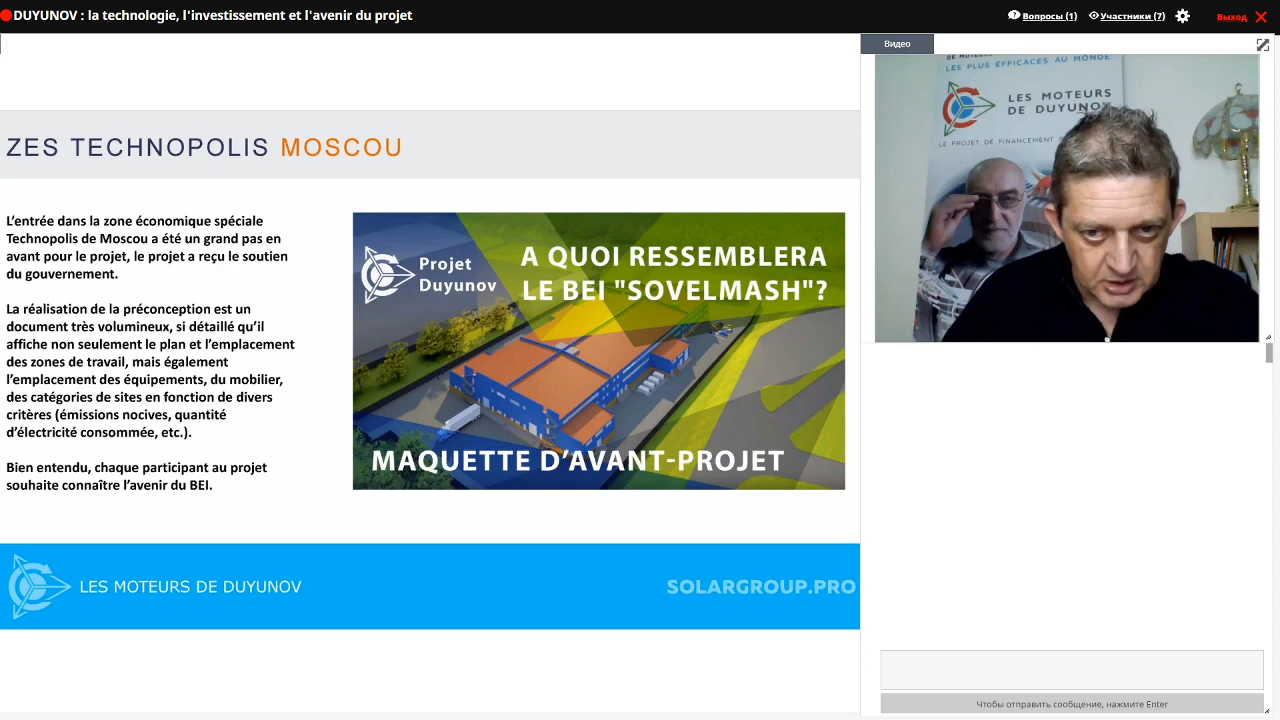 DUYUNOV : la technologie, l'investissement et l'avenir du projet
Вопросы (1)
Участники (7)
Выход
Видео
ZES TECHNOPOLIS MOSCOU
L'entrée dans la zone économique spéciale
Technopolis de Moscou a été un grand pas en
avant pour le projet, le projet a reçu le soutien
du gouvernement.
La réalisation de la préconception est un
document très volumineux, si détaillé qu'il
affiche non seulement le plan et l'emplacement
des zones de travail, mais également
l'emplacement des équipements, du mobilier,
des catégories de sites en fonction de divers
critères (émissions nocives, quantité
d'électricité consommée, etc.).
Bien entendu, chaque participant au projet
souhaite connaître l'avenir du BEI.
Projet
Duyunov
A QUOI RESSEMBLERA
LE BEI "SOVELMASH"?
MAQUETTE D'AVANT-PROJET
LES MOTEURS DE DUYUNOV
SOLARGROUP.PRO
LES PLUS EFFICACES AU MONDE
LES MOTEURS
DE DUYUNOV
LE PROJET DE FINANCEMENT
Чтобы отправить сообщение, нажмите Enter